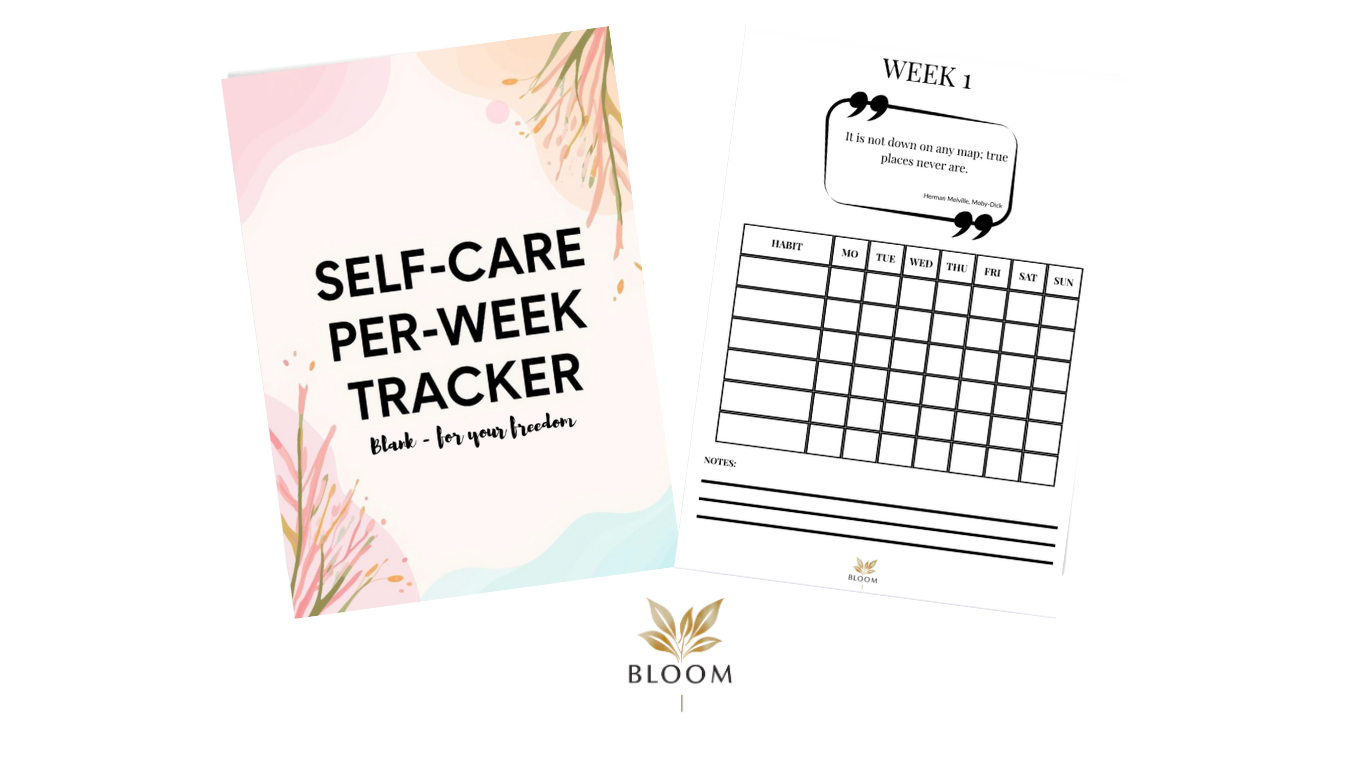 SELF-CARE
PER-WEEK
TRACKER
Blank - for your freedom
WEEK 1
It is not down on any map; true
places never are.
Herman Melville, Moby-Dick
HABIT MO TUE WED THU FRI SAT SUN
NOTES:
BLOOM
BLOOM